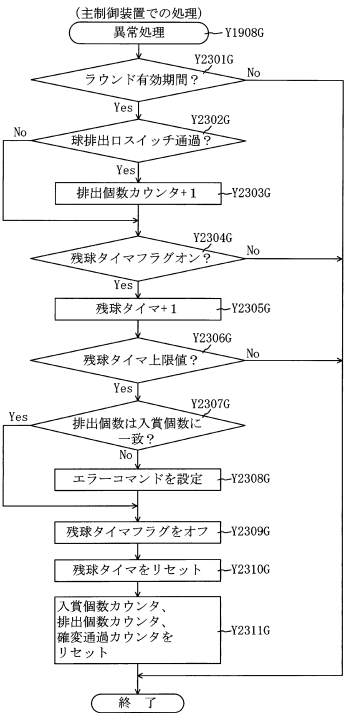 (主制御装置での処理)
異常処理
Y1908G
Y2301G
ラウンド有効期間？
No
Yes
Y2302G
No
球排出口スイッチ通過？
Yes
排出個数カウンタ+1
Y2303G
Y2304G
残球タイマフラグオン？
No
Yes
残球タイマ+1
Y2305G
Y2306G
残球タイマ上限値？
No
Yes
Y2307G
Yes
排出個数は入賞個数に
一致？
No
エラーコマンドを設定
Y2308G
残球タイマフラグをオフ
Y2309G
残球タイマをリセット
Y2310G
入賞個数カウンタ、
排出個数カウンタ、
確変通過カウンタを
リセット
Y2311G
終 了